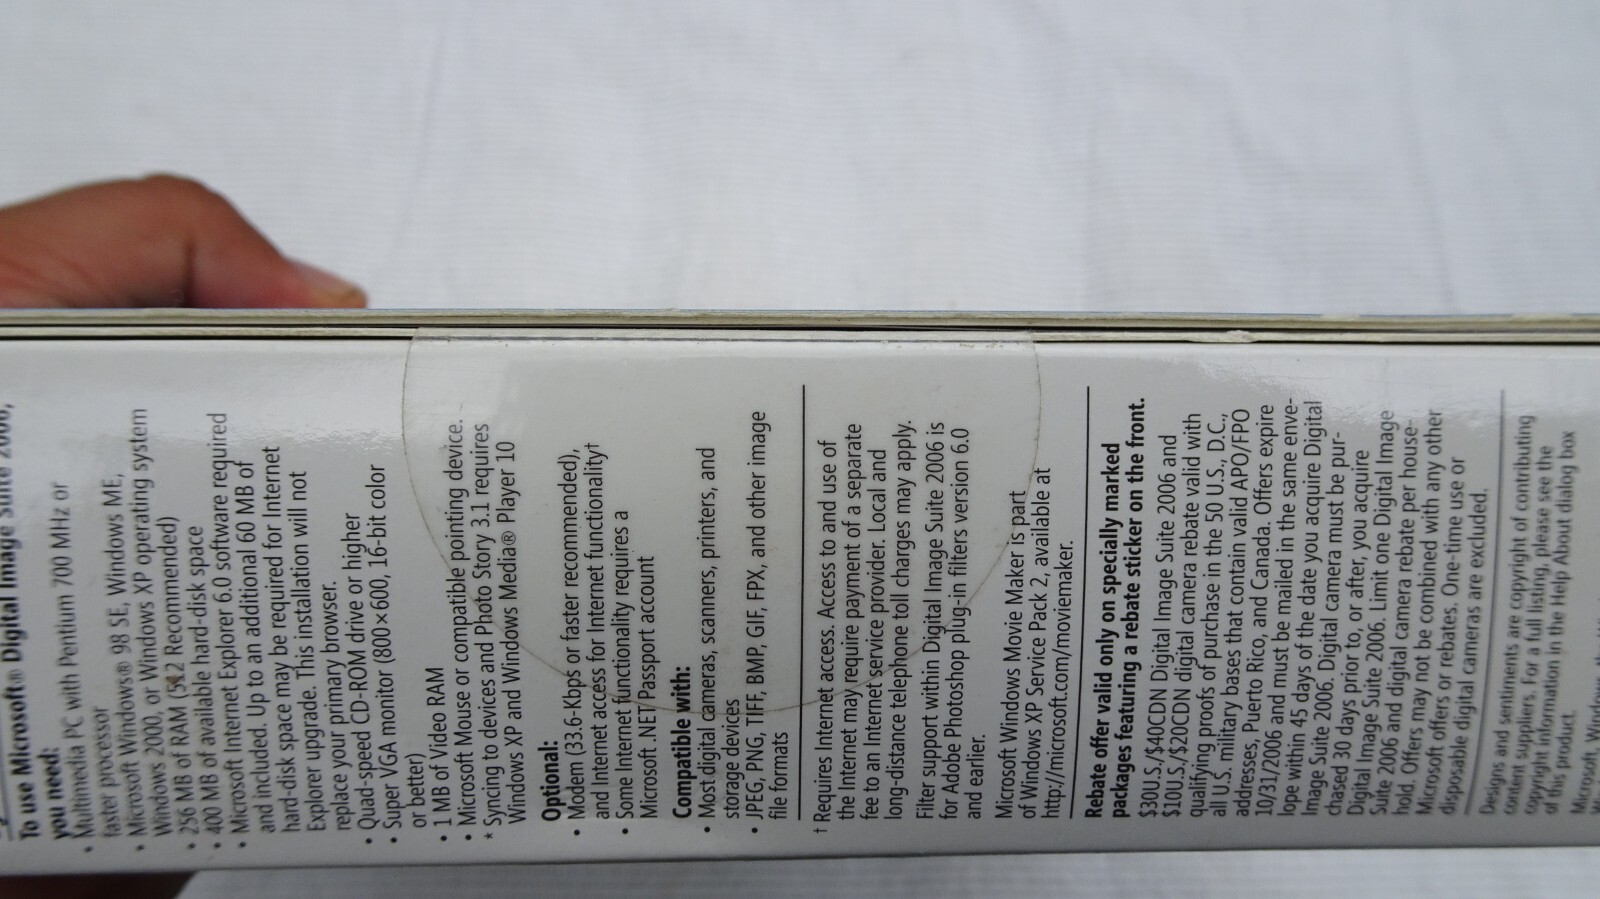 To use Microsoft® Digital Image Suite 2006,
you need:
• Multimedia PC with Pentium 700 MHz or
faster processor
• Microsoft Windows® 98 SE, Windows ME,
Windows 2000, or Windows XP operating system
• 256 MB of RAM (512 Recommended)
• 400 MB of available hard-disk space
• Microsoft Internet Explorer 6.0 software required
and included. Up to an additional 60 MB of
hard-disk space may be required for Internet
Explorer upgrade. This installation will not
replace your primary browser.
• Quad-speed CD-ROM drive or higher
• Super VGA monitor (800×600, 16-bit color
or better)
• 1 MB of Video RAM
• Microsoft Mouse or compatible pointing device.
* Syncing to devices and Photo Story 3.1 requires
Windows XP and Windows Media® Player 10
Optional:
• Modem (33.6-Kbps or faster recommended),
and Internet access for Internet functionality†
• Some Internet functionality requires a
Microsoft .NET Passport account
Compatible with:
• Most digital cameras, scanners, printers, and
storage devices
• JPEG, PNG, TIFF, BMP, GIF, FPX, and other image
file formats
† Requires Internet access. Access to and use of
the Internet may require payment of a separate
fee to an Internet service provider. Local and
long-distance telephone toll charges may apply.
Filter support within Digital Image Suite 2006 is
for Adobe Photoshop plug-in filters version 6.0
and earlier.
Microsoft Windows Movie Maker is part
of Windows XP Service Pack 2, available at
http://microsoft.com/moviemaker.
Rebate offer valid only on specially marked
packages featuring a rebate sticker on the front.
$30U.S./$40CDN Digital Image Suite 2006 and
$10U.S./$20CDN digital camera rebate valid with
qualifying proofs of purchase in the 50 U.S., D.C.,
all U.S. military bases that contain valid APO/FPO
addresses, Puerto Rico, and Canada. Offers expire
10/31/2006 and must be mailed in the same enve-
lope within 45 days of the date you acquire Digital
Image Suite 2006. Digital camera must be pur-
chased 30 days prior to, or after, you acquire
Digital Image Suite 2006. Limit one Digital Image
Suite 2006 and digital camera rebate per house-
hold. Offers may not be combined with any other
Microsoft offers or rebates. One-time use or
disposable digital cameras are excluded.
Designs and sentiments are copyright of contributing
content suppliers. For a full listing, please see the
copyright information in the Help About dialog box
of this product.
Microsoft, Windows,